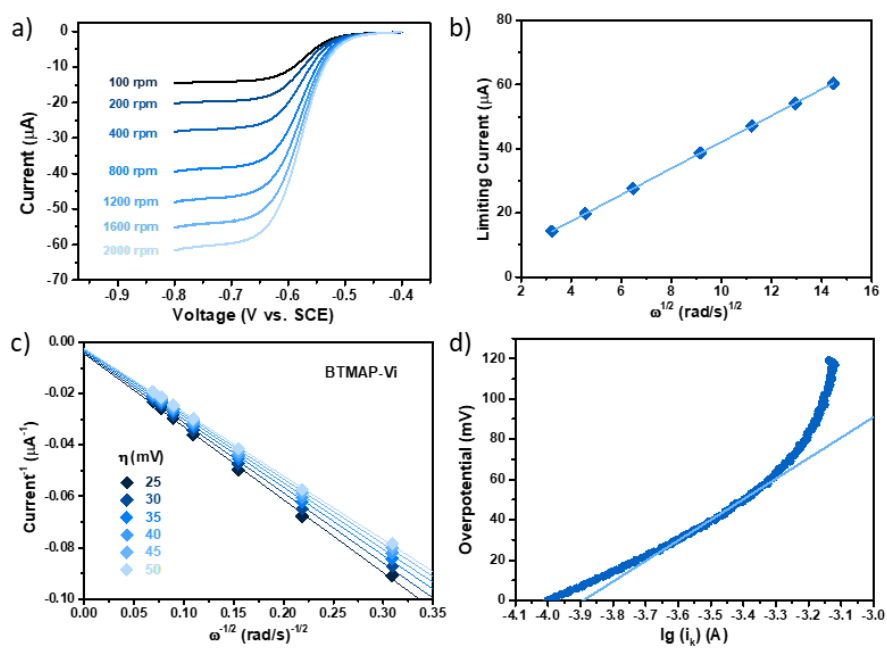 a)
0
-10
-20
-30
-40
-50
-60
-70
Current (μA)
100 rpm
200 rpm
400 rpm
800 rpm
1200 rpm
1600 rpm
2000 rpm
-0.9 -0.8 -0.7 -0.6 -0.5 -0.4
Voltage (V vs. SCE)
b)
80
60
40
20
0
Limiting Current (μA)
2 4 6 8 10 12 14 16
ω1/2 (rad/s)1/2
c)
0.00
-0.02
-0.04
-0.06
-0.08
-0.10
Current-1 (μA-1)
BTMAP-Vi
η (mV)
25
30
35
40
45
50
0.00 0.05 0.10 0.15 0.20 0.25 0.30 0.35
ω-1/2 (rad/s)-1/2
d)
120
100
80
60
40
20
0
Overpotential (mV)
-4.1 -4.0 -3.9 -3.8 -3.7 -3.6 -3.5 -3.4 -3.3 -3.2 -3.1 -3.0
lg (ik) (A)